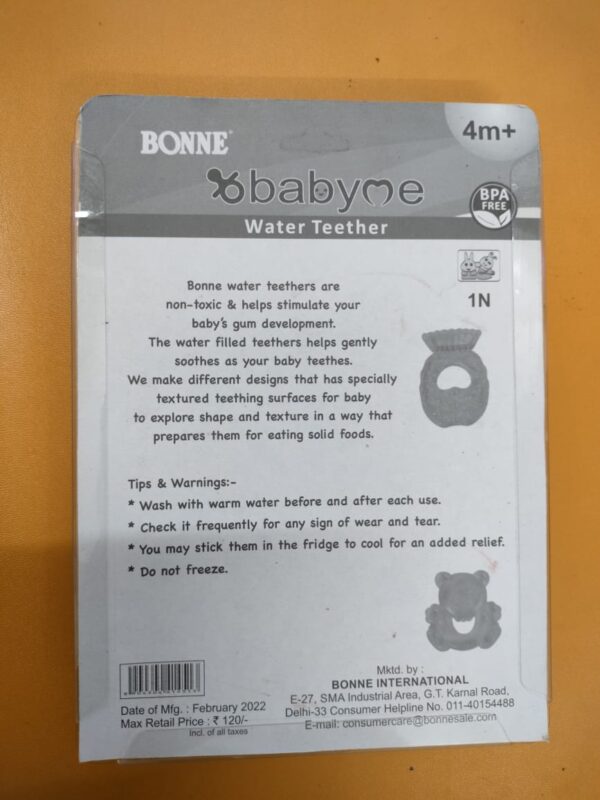 BONNE
4m+
babyme
BPA
FREE
Water Teether
1N
Bonne water teethers are
non-toxic & helps stimulate your
baby's gum development.
The water filled teethers helps gently
soothes as your baby teethes.
We make different designs that has specially
textured teething surfaces for baby
to explore shape and texture in a way that
prepares them for eating solid foods.
Tips & Warnings:-
* Wash with warm water before and after each use.
* Check it frequently for any sign of wear and tear.
* You may stick them in the fridge to cool for an added relief.
* Do not freeze.
Date of Mfg. : February 2022
Max Retail Price : ₹ 120/-
Incl. of all taxes
Mktd. by :
BONNE INTERNATIONAL
E-27, SMA Industrial Area, G.T. Karnal Road,
Delhi-33 Consumer Helpline No. 011-40154488
E-mail: consumercare@bonnesale.com